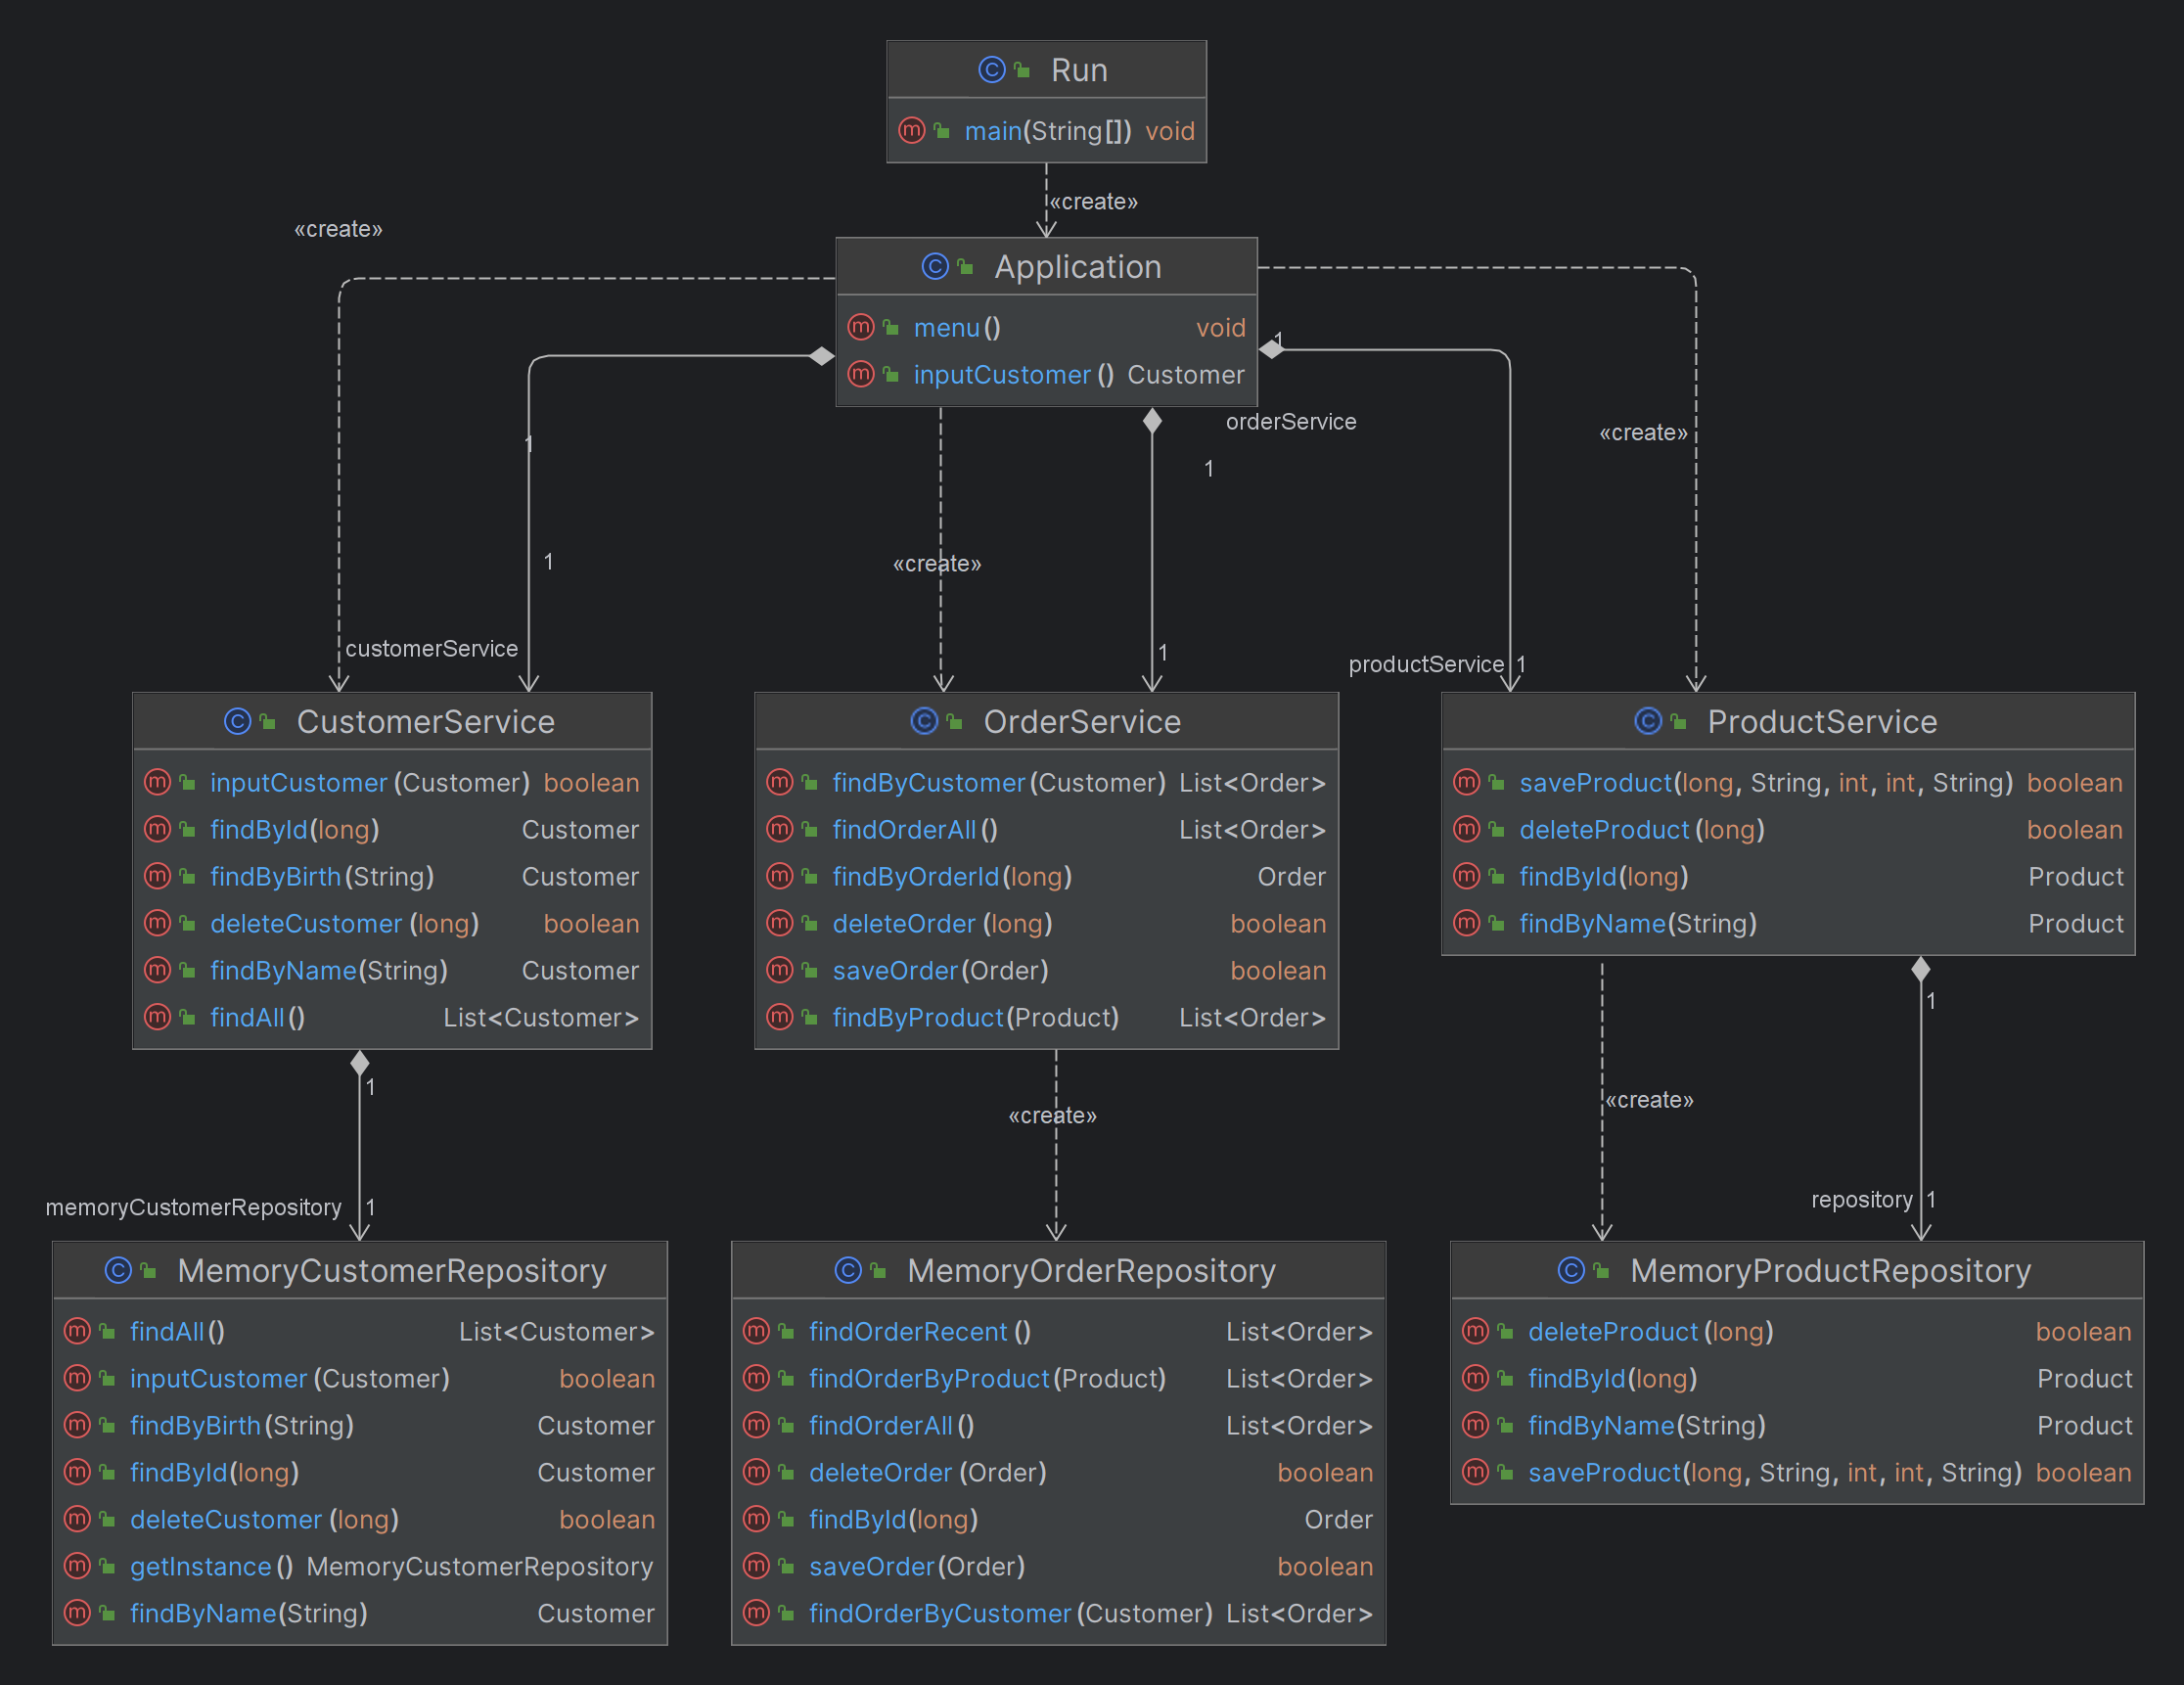 Run
main(String[]) void
«create»
«create»
Application
menu() void
inputCustomer() Customer
1
orderService
«create»
1
1
«create»
1
customerService
1
productService 1
CustomerService
inputCustomer(Customer) boolean
findById(long) Customer
findByBirth(String) Customer
deleteCustomer(long) boolean
findByName(String) Customer
findAll() List<Customer>
OrderService
findByCustomer(Customer) List<Order>
findOrderAll() List<Order>
findByOrderId(long) Order
deleteOrder(long) boolean
saveOrder(Order) boolean
findByProduct(Product) List<Order>
ProductService
saveProduct(long, String, int, int, String) boolean
deleteProduct(long) boolean
findById(long) Product
findByName(String) Product
1
1
«create»
«create»
memoryCustomerRepository 1
repository 1
MemoryCustomerRepository
findAll() List<Customer>
inputCustomer(Customer) boolean
findByBirth(String) Customer
findById(long) Customer
deleteCustomer(long) boolean
getInstance() MemoryCustomerRepository
findByName(String) Customer
MemoryOrderRepository
findOrderRecent() List<Order>
findOrderByProduct(Product) List<Order>
findOrderAll() List<Order>
deleteOrder(Order) boolean
findById(long) Order
saveOrder(Order) boolean
findOrderByCustomer(Customer) List<Order>
MemoryProductRepository
deleteProduct(long) boolean
findById(long) Product
findByName(String) Product
saveProduct(long, String, int, int, String) boolean